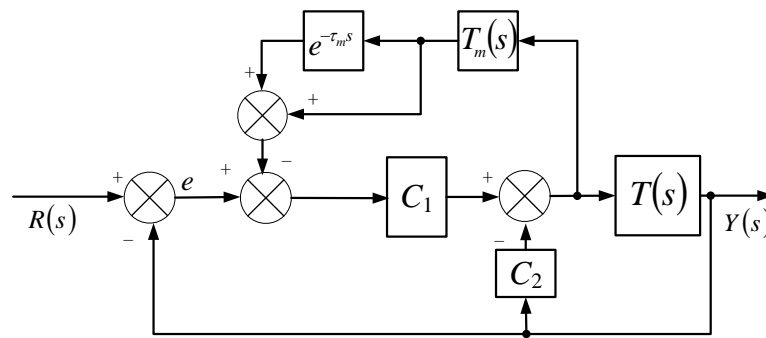 e^{-τ_m s}
T_m(s)
+
+
−
+
e
+
C_1
+
T(s)
R(s)
−
−
C_2
Y(s)